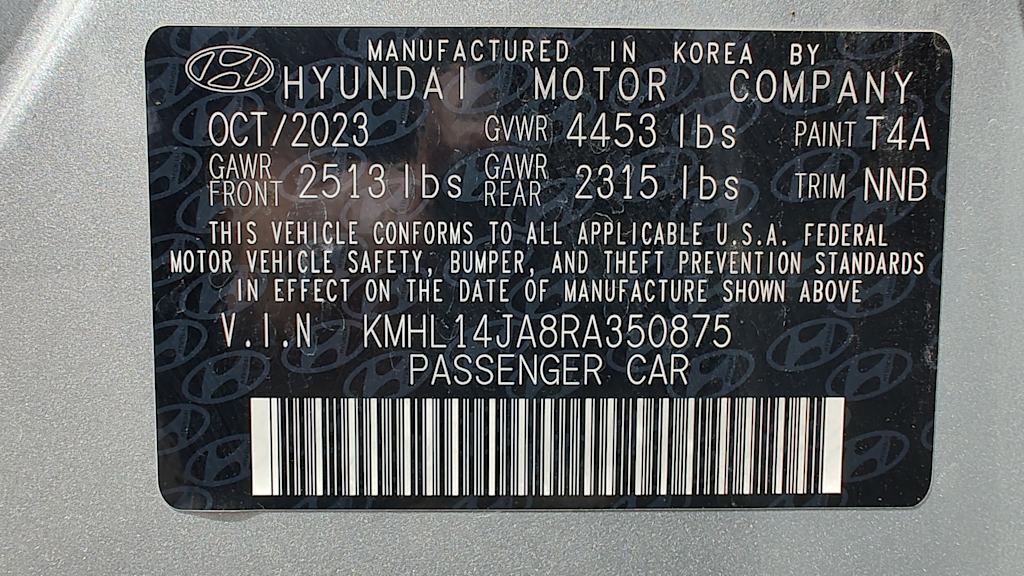 MANUFACTURED IN KOREA BY
HYUNDAI MOTOR COMPANY
OCT/2023 GVWR 4453 lbs PAINT T4A
GAWR FRONT 2513 lbs GAWR REAR 2315 lbs TRIM NNB
THIS VEHICLE CONFORMS TO ALL APPLICABLE U.S.A. FEDERAL
MOTOR VEHICLE SAFETY, BUMPER, AND THEFT PREVENTION STANDARDS
IN EFFECT ON THE DATE OF MANUFACTURE SHOWN ABOVE
V.I.N KMHL14JA8RA350875
PASSENGER CAR